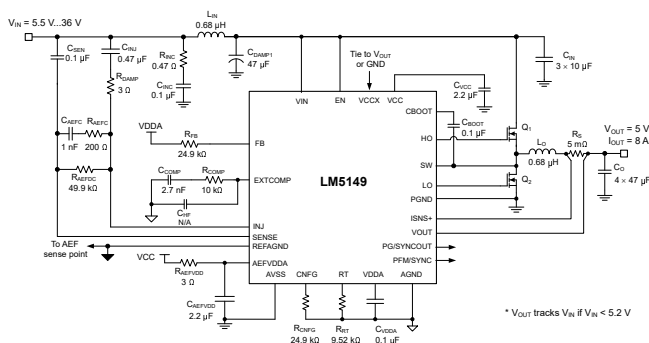 VIN = 5.5 V...36 V
LIN
0.68 µH
CSEN
0.1 µF
CINJ
0.47 µF
RDAMP
3 Ω
RINC
0.47 Ω
CINC
0.1 µF
CDAMP1
47 µF
Tie to VOUT
or GND
CIN
3 × 10 µF
CVCC
2.2 µF
CAEFC
1 nF
RAEFC
200 Ω
RAEFDC
49.9 kΩ
VDDA
RFB
24.9 kΩ
CCOMP
2.7 nF
RCOMP
10 kΩ
CHF
N/A
VIN
EN
VCCX
VCC
CBOOT
CBOOT
0.1 µF
HO
SW
LO
PGND
ISNS+
VOUT
PG/SYNCOUT
PFM/SYNC
FB
EXTCOMP
LM5149
INJ
SENSE
REFAGND
AEFVDDA
AVSS
CNFG
RT
VDDA
AGND
Q1
Q2
LO
0.68 µH
RS
5 mΩ
VOUT = 5 V
IOUT = 8 A
CO
4 × 47 µF
To AEF
sense point
VCC
RAEFVDD
3 Ω
CAEFVDD
2.2 µF
RCNFG
24.9 kΩ
RRT
9.52 kΩ
CVDDA
0.1 µF
* VOUT tracks VIN if VIN < 5.2 V